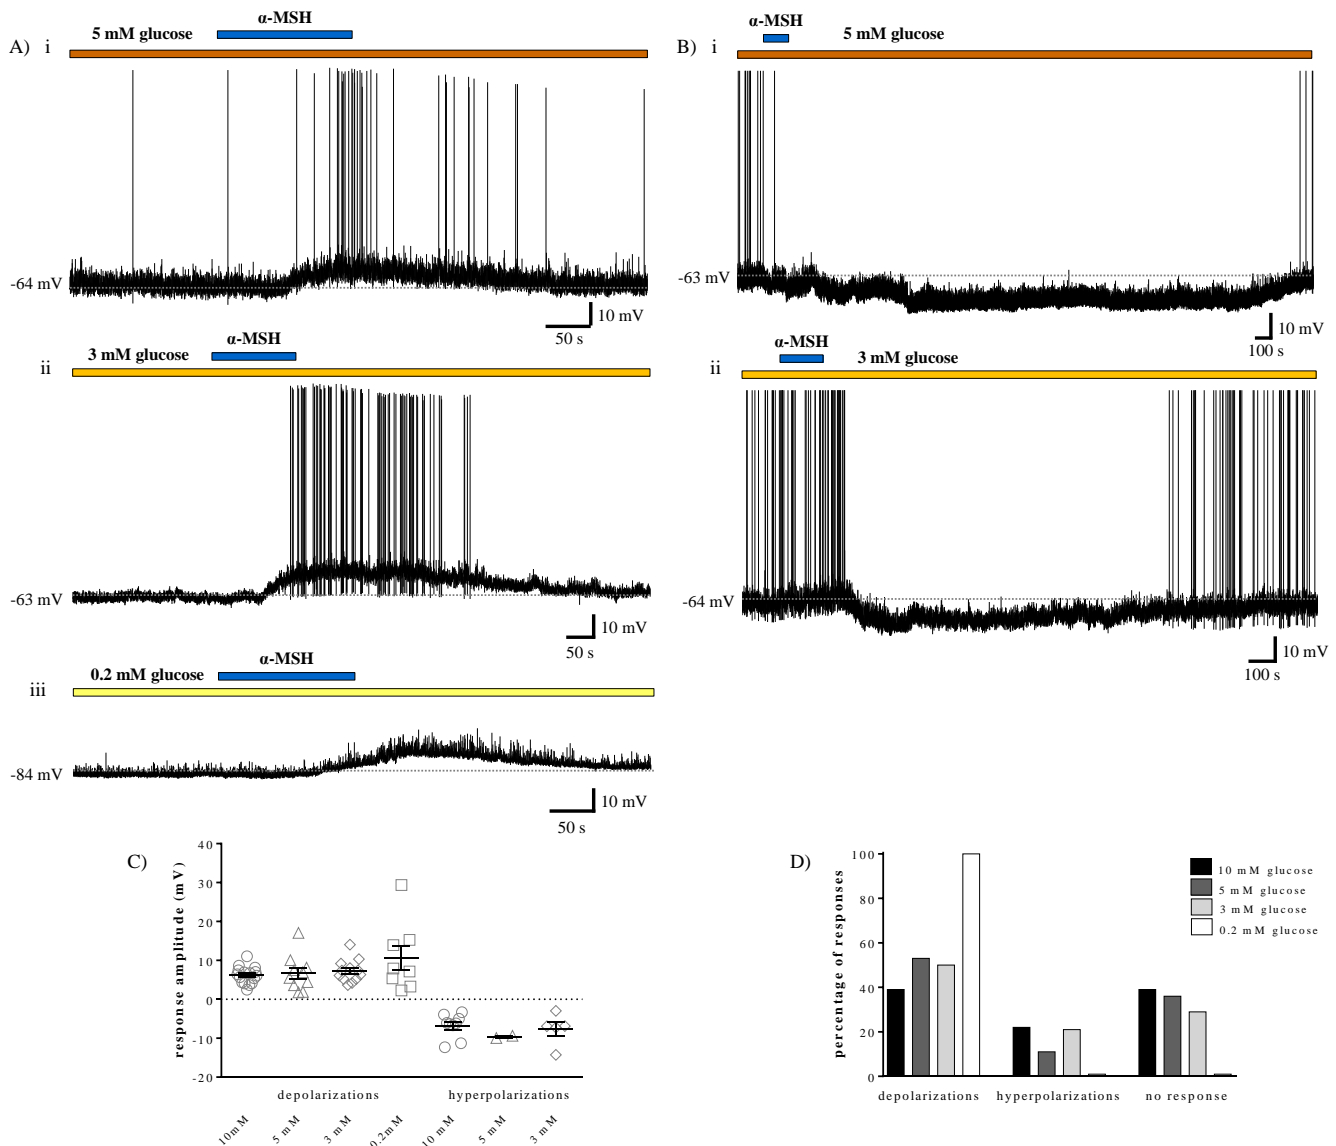 A) i
5 mM glucose
α-MSH
-64 mV
10 mV
50 s
ii
3 mM glucose
α-MSH
-63 mV
10 mV
50 s
iii
0.2 mM glucose
α-MSH
-84 mV
10 mV
50 s
B) i
α-MSH
5 mM glucose
-63 mV
10 mV
100 s
ii
α-MSH
3 mM glucose
-64 mV
10 mV
100 s
C)
response amplitude (mV)
40
30
20
10
0
-10
-20
depolarizations hyperpolarizations
10mM 5 mM 3 mM 0.2mM 10 mM 5 mM 3 mM
D)
percentage of responses
100
80
60
40
20
0
depolarizations hyperpolarizations no response
10 mM glucose
5 mM glucose
3 mM glucose
0.2 mM glucose